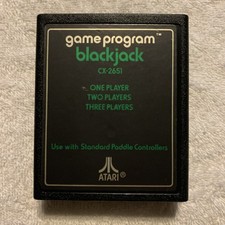 game program™
blackjack
CX-2651
ONE PLAYER
TWO PLAYERS
THREE PLAYERS
Use with Standard Paddle Controllers
ATARI®